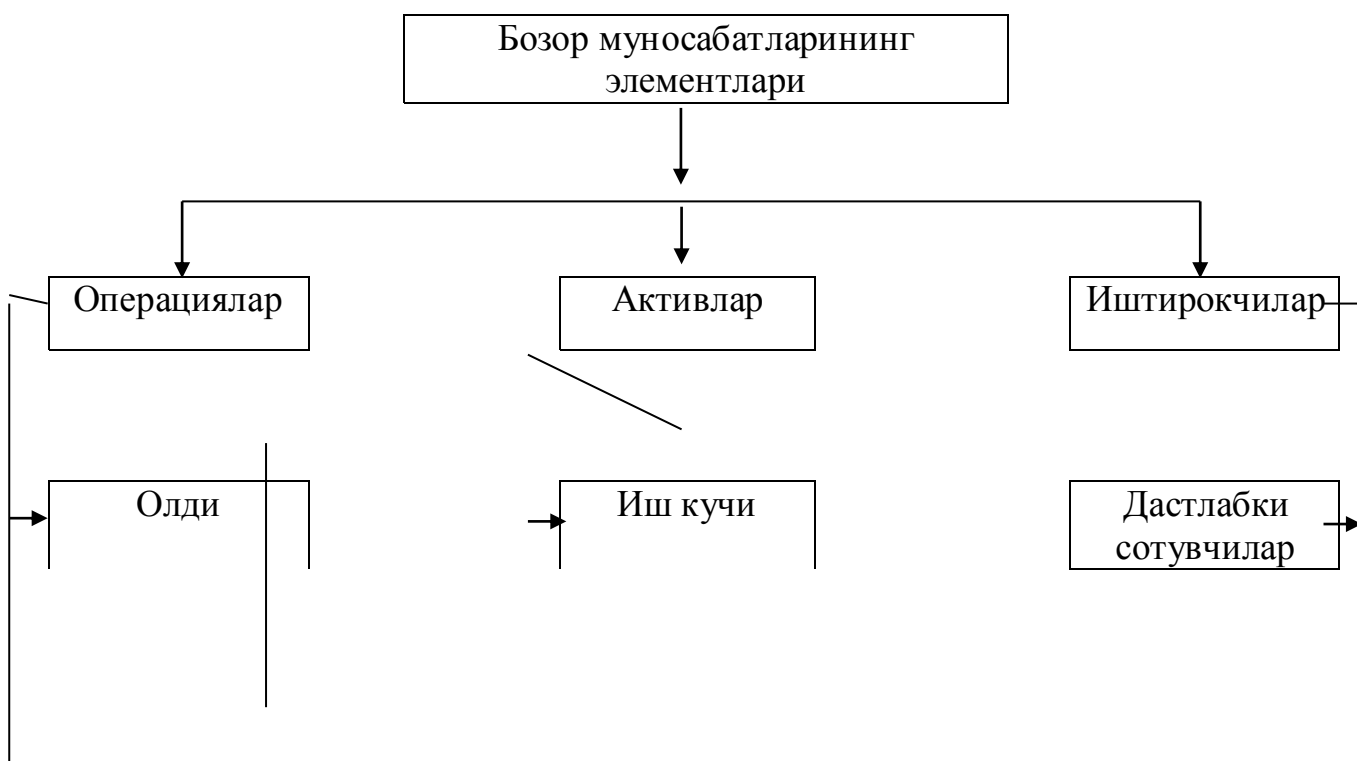 Бозор муносабатларининг
элементлари
Операциялар
Активлар
Иштирокчилар
Олди
Иш кучи
Дастлабки
сотувчилар